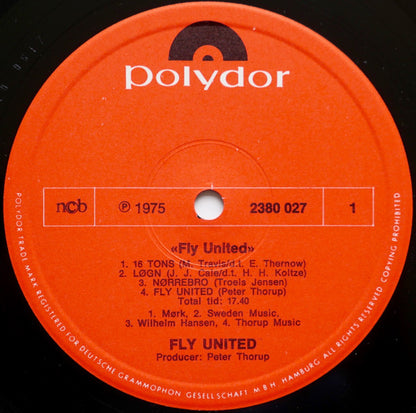 polydor
ncb
℗ 1975
2380 027
1
«Fly United»
1. 16 TONS (M. Travis/d.t. E. Thernow)
2. LØGN (J. J. Cale/d.t. H. H. Koltze)
3. NØRREBRO (Troels Jensen)
4. FLY UNITED (Peter Thorup)
Total tid: 17.40
1. Mørk, 2. Sweden Music.
3. Wilhelm Hansen, 4. Thorup Music
FLY UNITED
Producer: Peter Thorup
POLYDOR TRADE MARK REGISTERED FOR DEUTSCHE GRAMMOPHON GESELLSCHAFT M B H. HAMBURG ALL RIGHTS RESERVED COPYING PROHIBITED